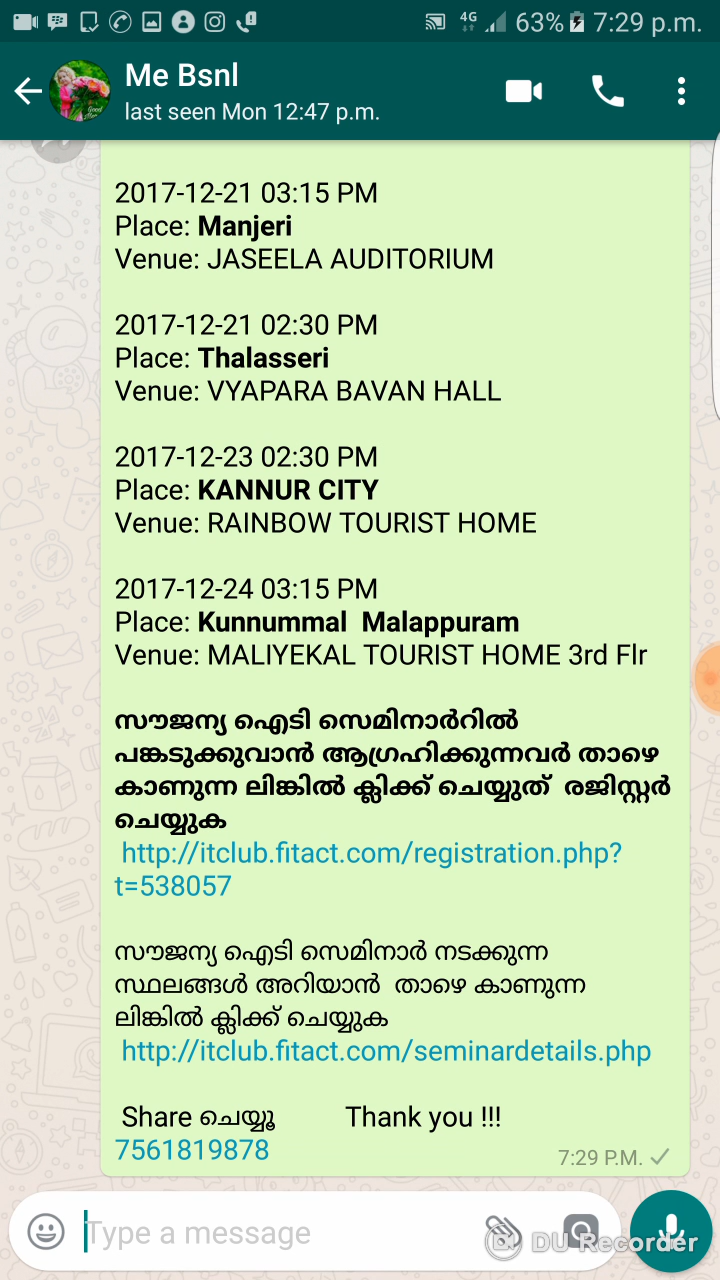 4G 63% 7:29 p.m.
Me Bsnl
last seen Mon 12:47 p.m.
2017-12-21 03:15 PM
Place: Manjeri
Venue: JASEELA AUDITORIUM
2017-12-21 02:30 PM
Place: Thalasseri
Venue: VYAPARA BAVAN HALL
2017-12-23 02:30 PM
Place: KANNUR CITY
Venue: RAINBOW TOURIST HOME
2017-12-24 03:15 PM
Place: Kunnummal  Malappuram
Venue: MALIYEKAL TOURIST HOME 3rd Flr
സൗജന്യ ഐടി സെമിനാർറിൽ
പങ്കടുക്കുവാൻ ആഗ്രഹിക്കുന്നവർ താഴെ
കാണുന്ന ലിങ്കിൽ ക്ലിക്ക് ചെയ്യുത്  രജിസ്റ്റർ
ചെയ്യുക
http://itclub.fitact.com/registration.php?
t=538057
സൗജന്യ ഐടി സെമിനാർ നടക്കുന്ന
സ്ഥലങ്ങൾ അറിയാൻ  താഴെ കാണുന്ന
ലിങ്കിൽ ക്ലിക്ക് ചെയ്യുക
http://itclub.fitact.com/seminardetails.php
Share ചെയ്യൂ Thank you !!!
7561819878
7:29 P.M.
Type a message
DU Recorder